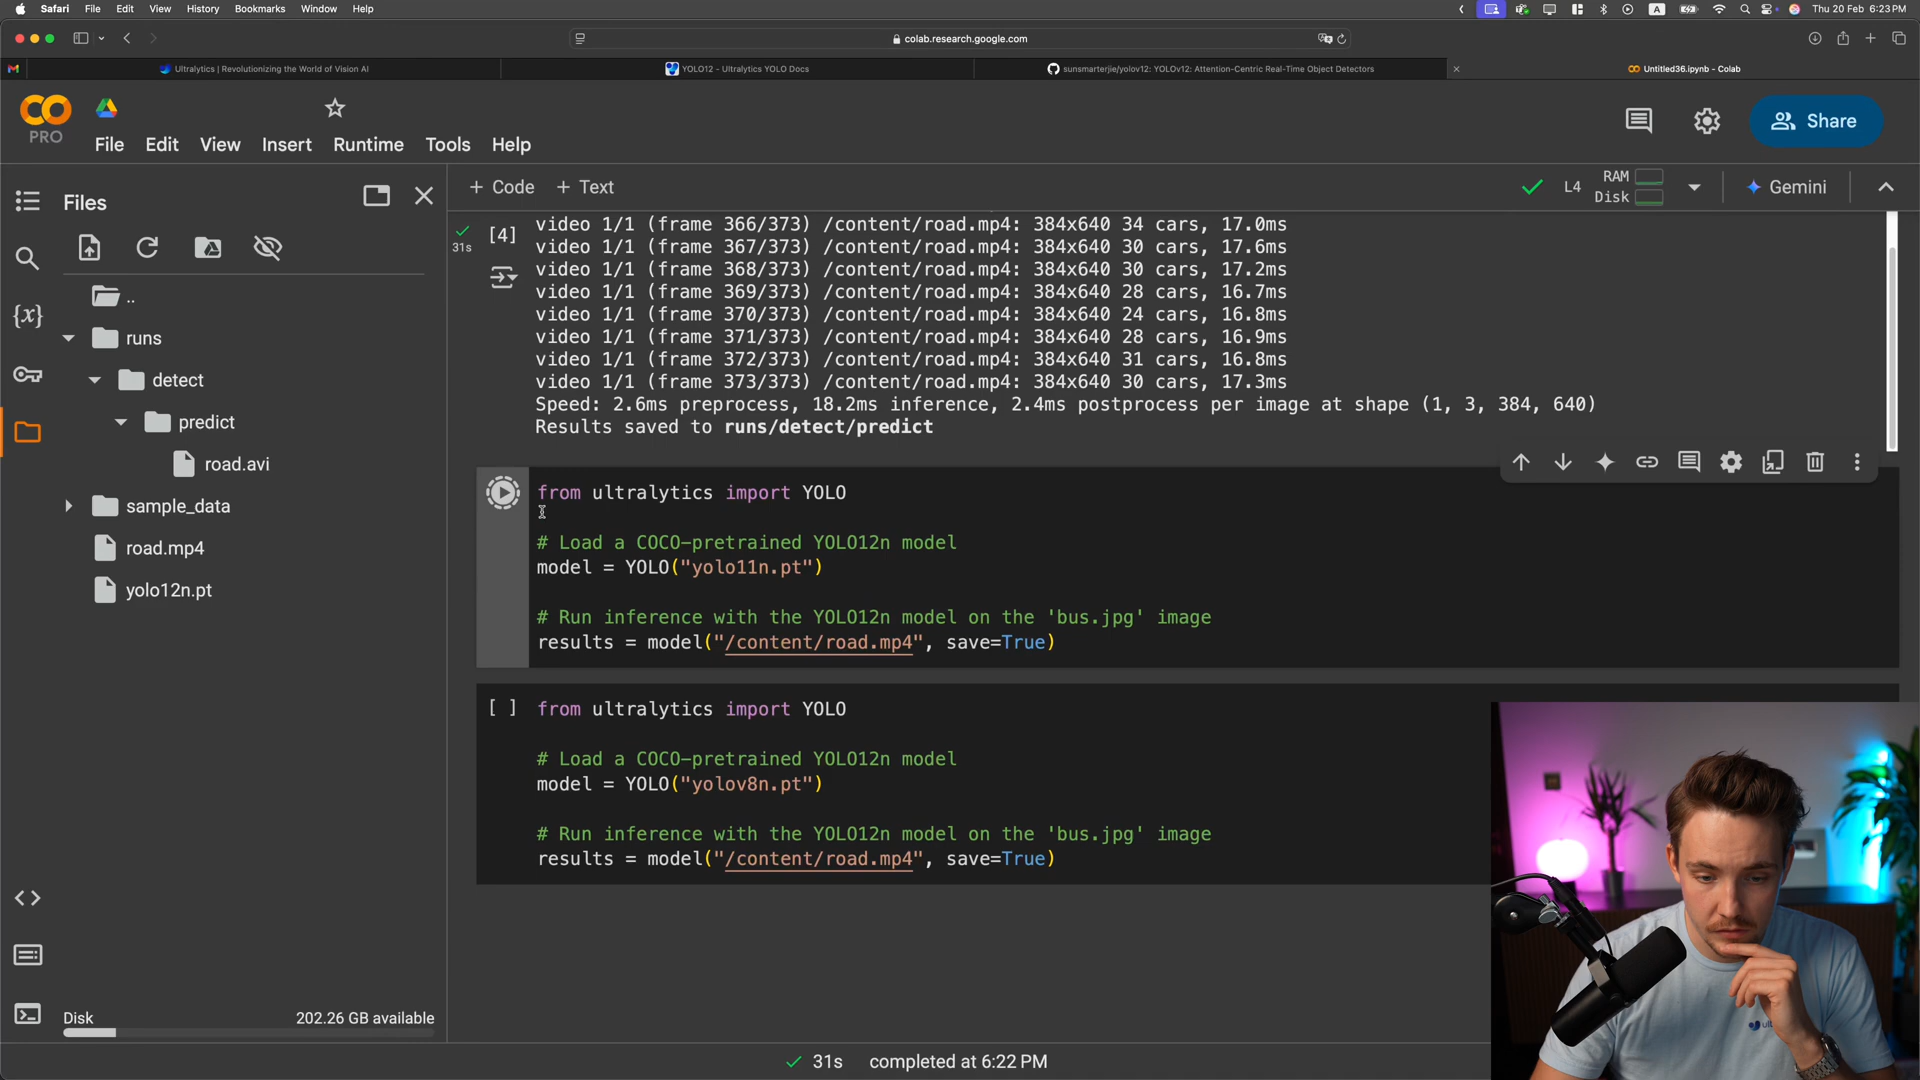 Safari File Edit View History Bookmarks Window Help
A
Thu 20 Feb 6:23 PM
colab.research.google.com
Ultralytics | Revolutionizing the World of Vision AI
YOLO12 - Ultralytics YOLO Docs
sunsmarterjie/yolov12: YOLOv12: Attention-Centric Real-Time Object Detectors
Untitled36.ipynb - Colab
PRO
File Edit View Insert Runtime Tools Help
Share
Files
+ Code + Text
L4
RAM
Disk
Gemini
..
runs
detect
predict
road.avi
sample_data
road.mp4
yolo12n.pt
{x}
Disk
202.26 GB available
31s
[4]
video 1/1 (frame 366/373) /content/road.mp4: 384x640 34 cars, 17.0ms
video 1/1 (frame 367/373) /content/road.mp4: 384x640 30 cars, 17.6ms
video 1/1 (frame 368/373) /content/road.mp4: 384x640 30 cars, 17.2ms
video 1/1 (frame 369/373) /content/road.mp4: 384x640 28 cars, 16.7ms
video 1/1 (frame 370/373) /content/road.mp4: 384x640 24 cars, 16.8ms
video 1/1 (frame 371/373) /content/road.mp4: 384x640 28 cars, 16.9ms
video 1/1 (frame 372/373) /content/road.mp4: 384x640 31 cars, 16.8ms
video 1/1 (frame 373/373) /content/road.mp4: 384x640 30 cars, 17.3ms
Speed: 2.6ms preprocess, 18.2ms inference, 2.4ms postprocess per image at shape (1, 3, 384, 640)
Results saved to runs/detect/predict
from ultralytics import YOLO
# Load a COCO-pretrained YOLO12n model
model = YOLO("yolo11n.pt")
# Run inference with the YOLO12n model on the 'bus.jpg' image
results = model("/content/road.mp4", save=True)
[ ]
from ultralytics import YOLO
# Load a COCO-pretrained YOLO12n model
model = YOLO("yolov8n.pt")
# Run inference with the YOLO12n model on the 'bus.jpg' image
results = model("/content/road.mp4", save=True)
31s completed at 6:22 PM